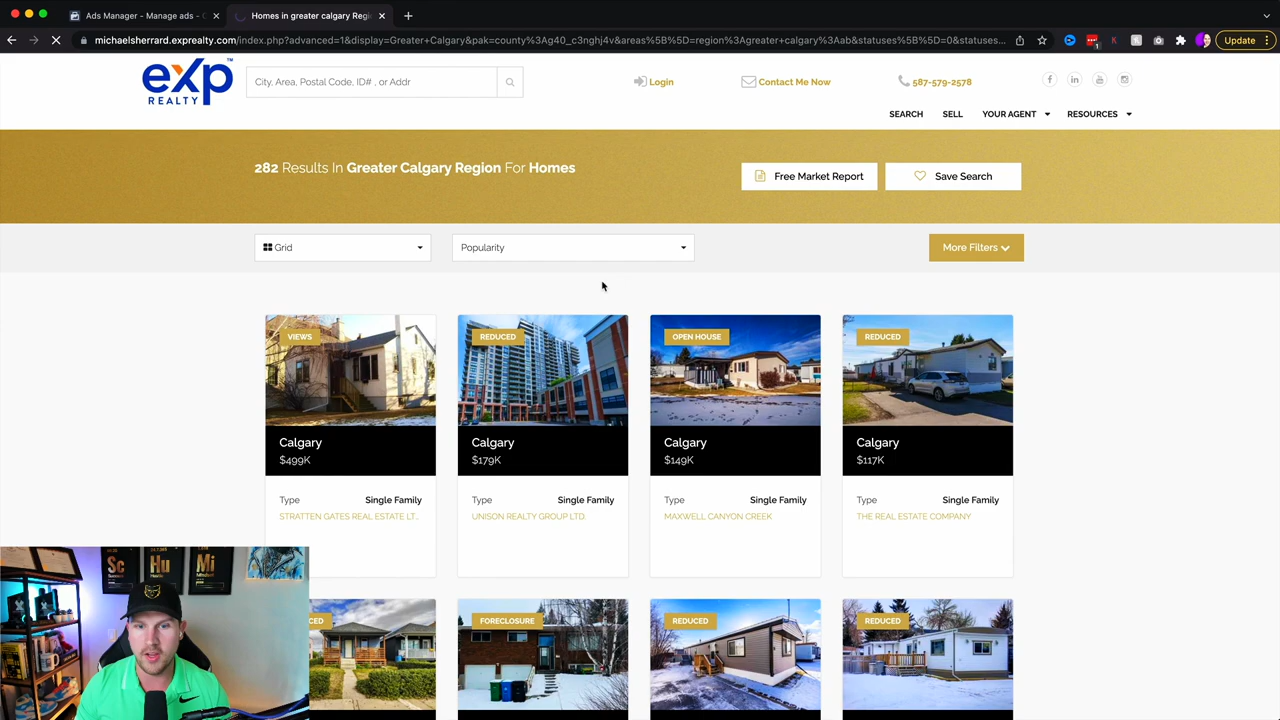 Ads Manager - Manage ads - C
Homes in greater calgary Regi
michaelsherrard.exprealty.com/index.php?advanced=1&display=Greater+Calgary&pak=county%3Ag40_c3nghj4v&areas%5B%5D=region%3Agreater+calgary%3Aab&statuses%5B%5D=0&statuses...
Update
exp
REALTY
City, Area, Postal Code, ID# , or Addr
Login
Contact Me Now
587-579-2578
SEARCH
SELL
YOUR AGENT
RESOURCES
282 Results In Greater Calgary Region For Homes
Free Market Report
Save Search
Grid
Popularity
More Filters
VIEWS
REDUCED
OPEN HOUSE
REDUCED
Calgary
$499K
Calgary
$179K
Calgary
$149K
Calgary
$117K
Type Single Family
STRATTEN GATES REAL ESTATE LT...
Type Single Family
UNISON REALTY GROUP LTD.
Type Single Family
MAXWELL CANYON CREEK
Type Single Family
THE REAL ESTATE COMPANY
CED
FORECLOSURE
REDUCED
REDUCED
Sc
Hu
Mi